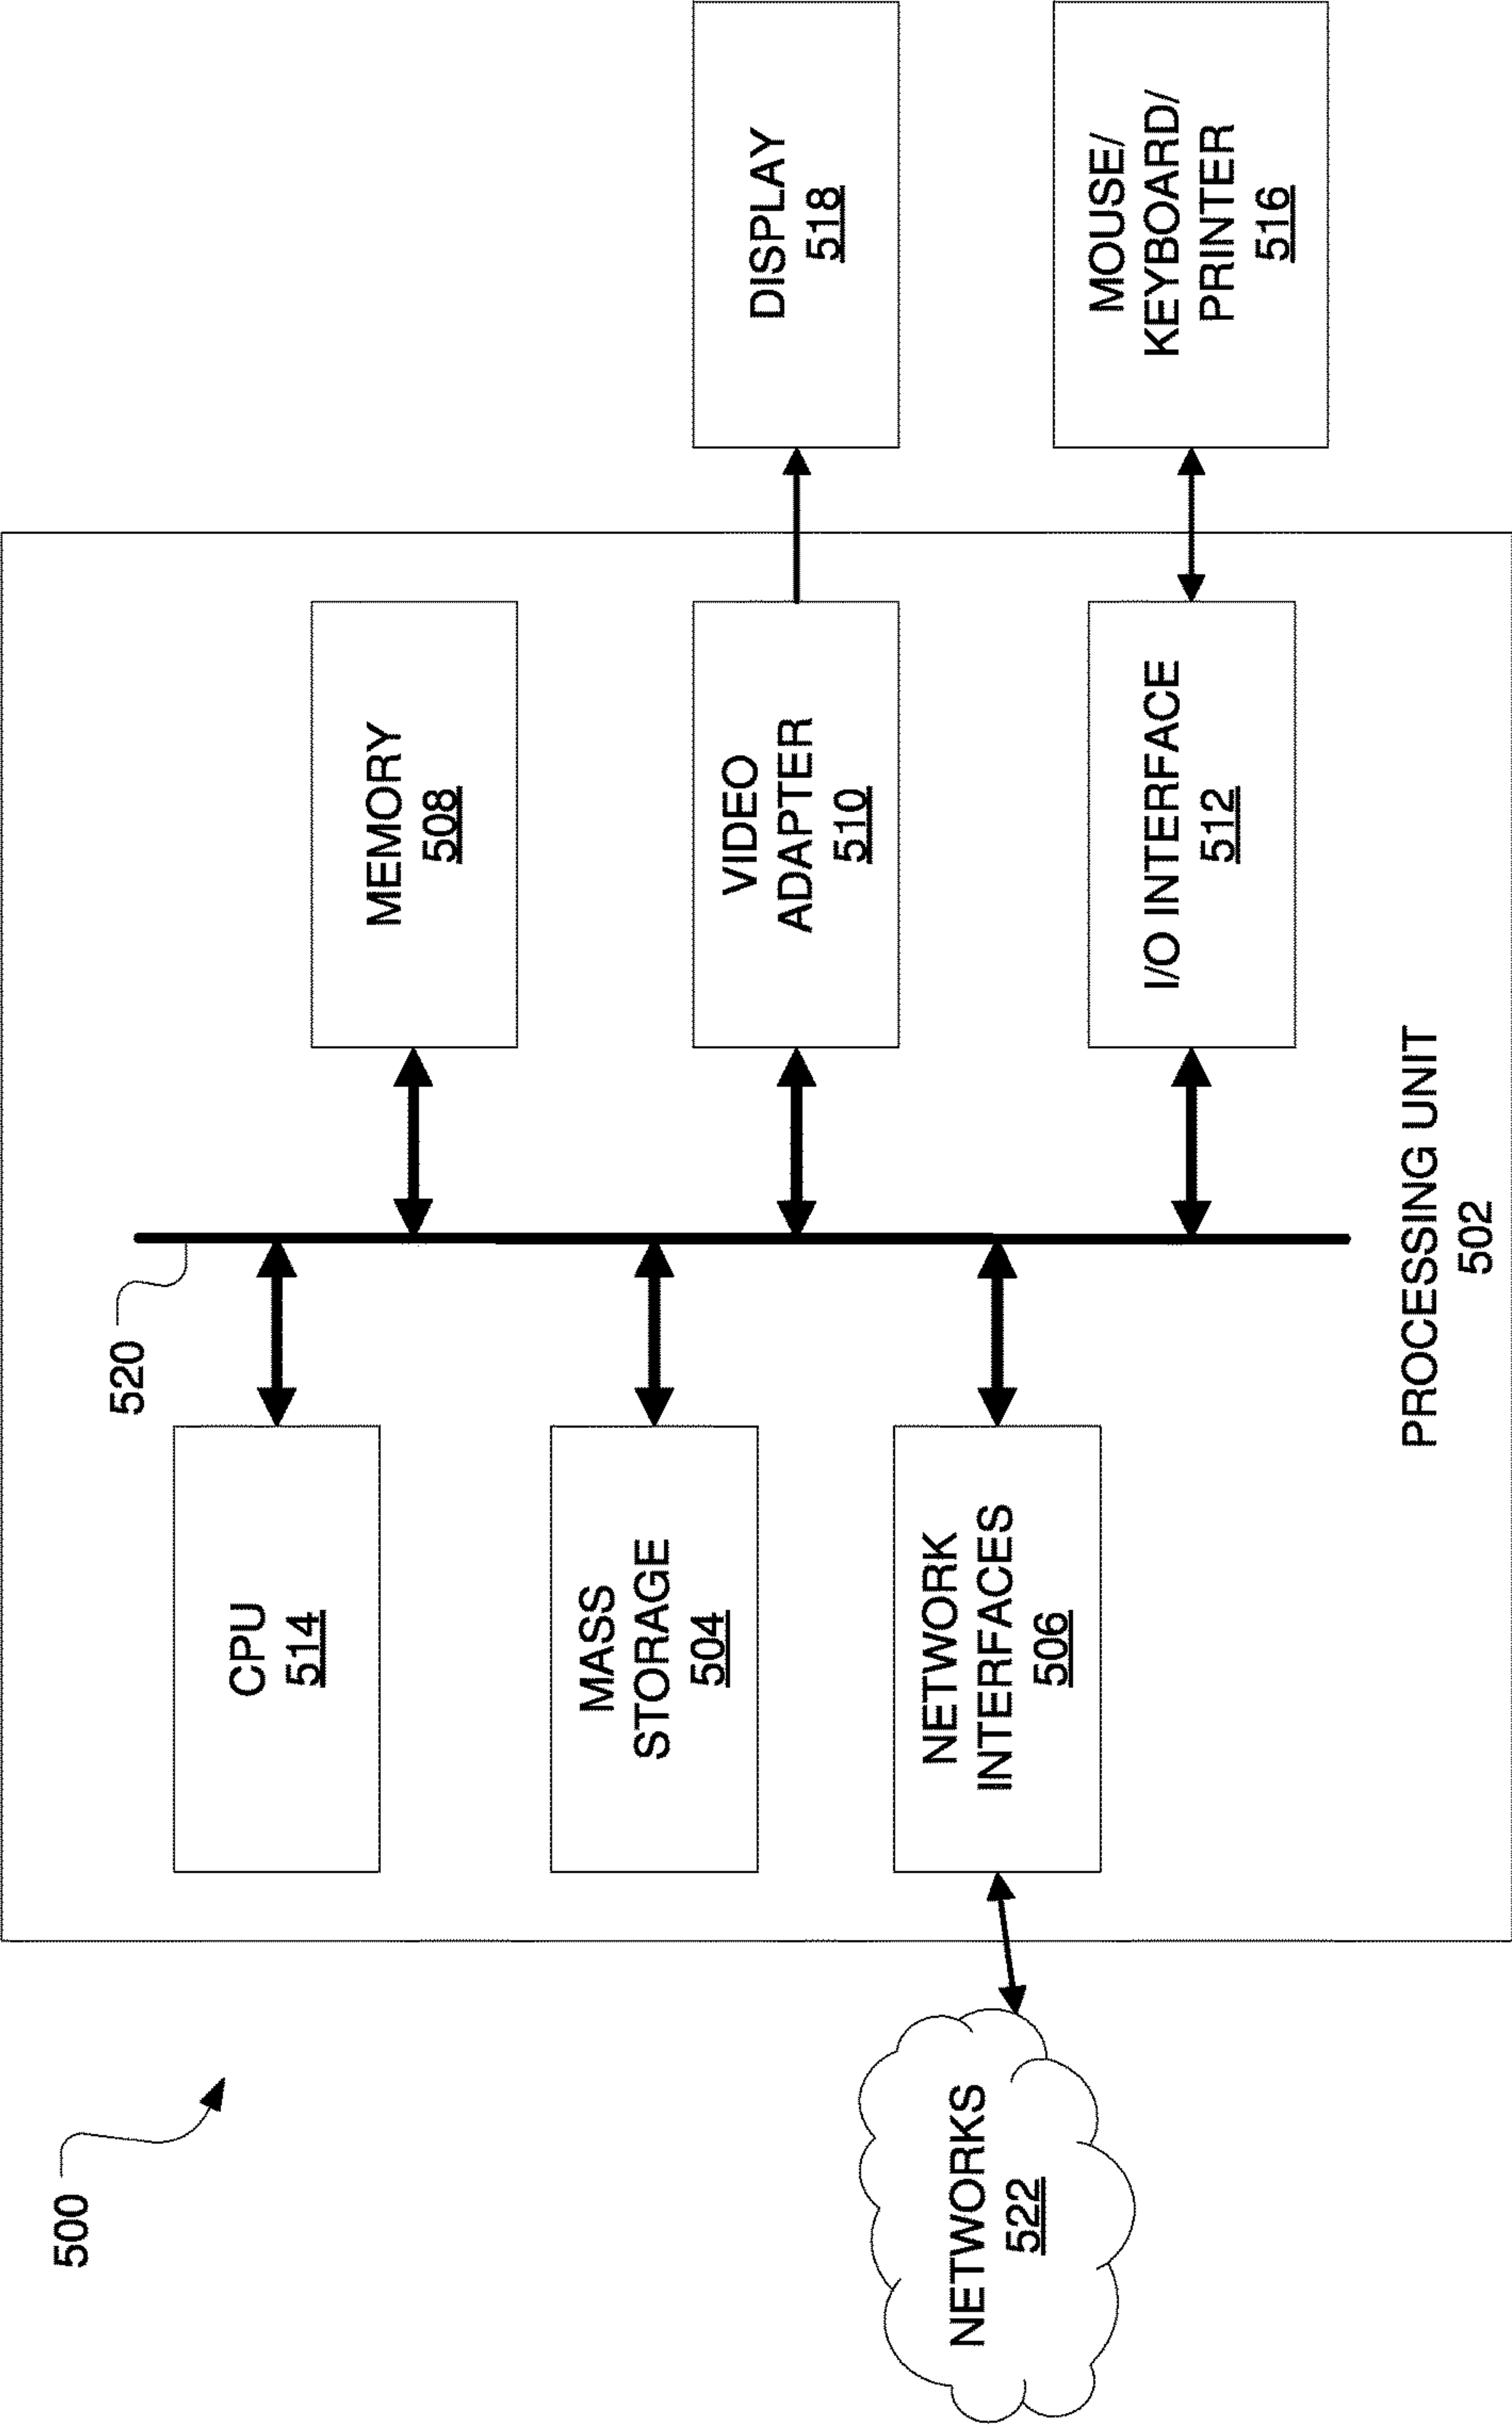 500
520
CPU
514
MEMORY
508
MASS
STORAGE
504
VIDEO
ADAPTER
510
DISPLAY
518
NETWORKS
522
NETWORK
INTERFACES
506
I/O INTERFACE
512
MOUSE/
KEYBOARD/
PRINTER
516
PROCESSING UNIT
502